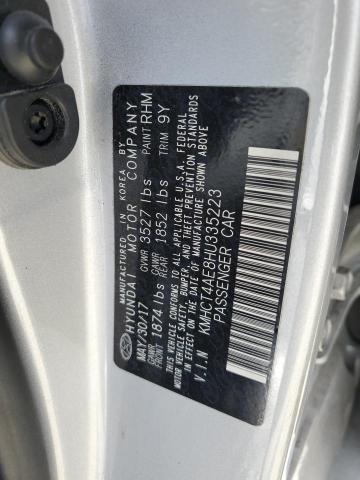 MANUFACTURED IN KOREA BY
HYUNDAI MOTOR COMPANY
MAY/30/17 GVWR 3527 lbs PAINT RHM
GAWR FRONT 1874 lbs GAWR REAR 1852 lbs TRIM 9Y
THIS VEHICLE CONFORMS TO ALL APPLICABLE U.S.A. FEDERAL
MOTOR VEHICLE SAFETY, BUMPER, AND THEFT PREVENTION STANDARDS
IN EFFECT ON THE DATE OF MANUFACTURE SHOWN ABOVE.
V.I.N KMHCT4AE8HU335223
PASSENGER CAR